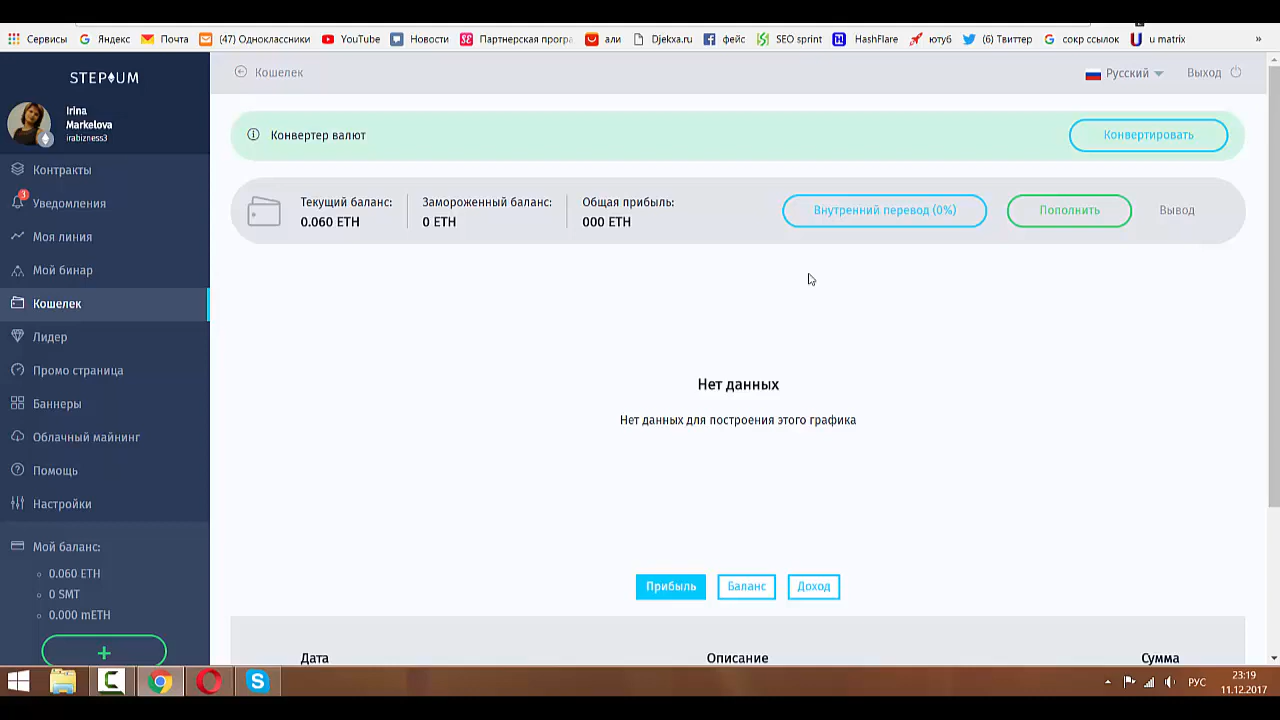 Сервисы Яндекс Почта (47) Одноклассники YouTube Новости Партнерская прогр али Djekxa.ru фейс SEO sprint HashFlare ютуб (6) Твиттер сокр ссылок u matrix »
STEPIUM
Кошелек
Русский
Выход
Irina
Markelova
irabizness3
Конвертер валют
Конвертировать
Контракты
3
Уведомления
Моя линия
Мой бинар
Кошелек
Лидер
Промо страница
Баннеры
Облачный майнинг
Помощь
Настройки
Мой баланс:
0.060 ETH
0 SMT
0.000 mETH
+
Текущий баланс:
0.060 ETH
Замороженный баланс:
0 ETH
Общая прибыль:
000 ETH
Внутренний перевод (0%)
Пополнить
Вывод
Нет данных
Нет данных для построения этого графика
Прибыль
Баланс
Доход
Дата
Описание
Сумма
РУС
23:19
11.12.2017